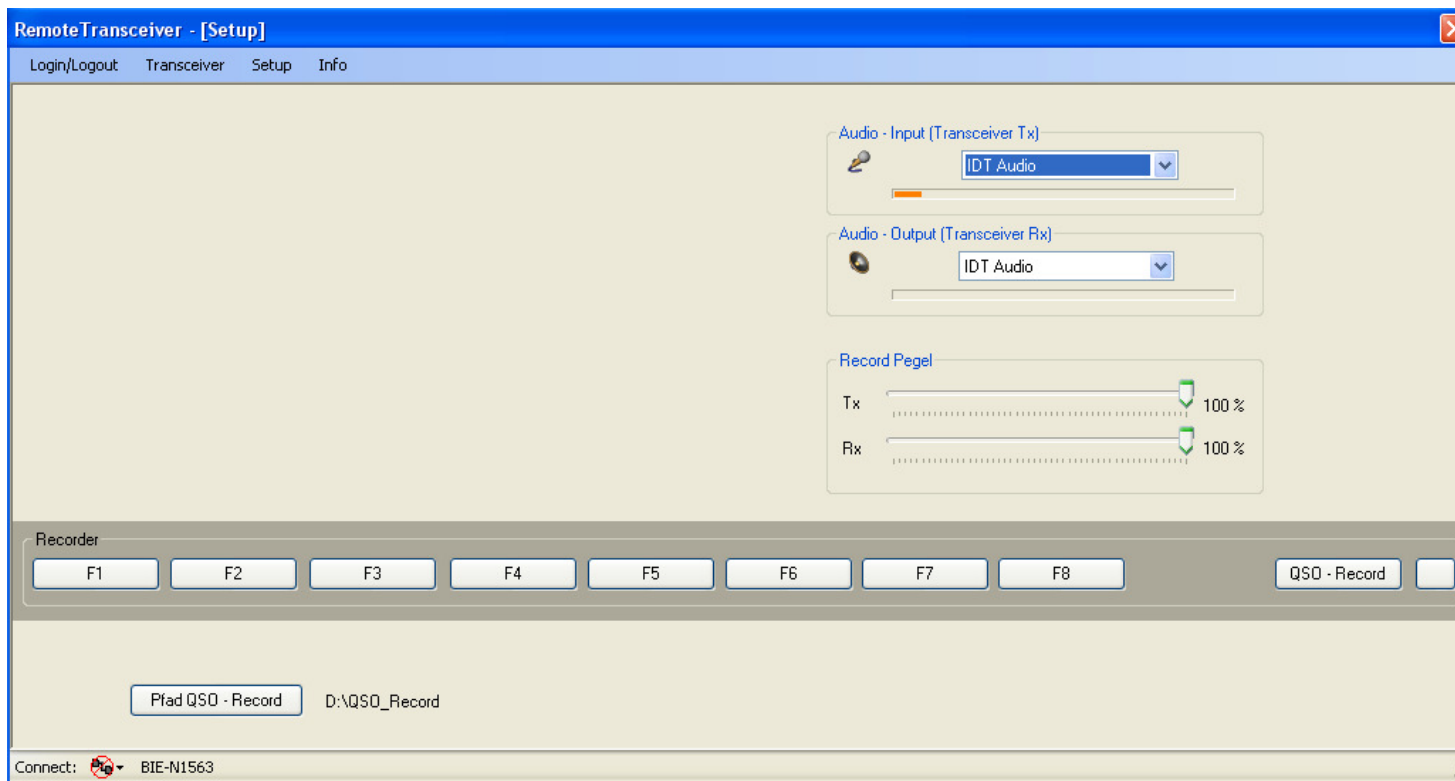 RemoteTransceiver - [Setup]
Login/Logout Transceiver Setup Info
Audio - Input (Transceiver Tx)
IDT Audio
Audio - Output (Transceiver Rx)
IDT Audio
Record Pegel
Tx 100 %
Rx 100 %
Recorder
F1 F2 F3 F4 F5 F6 F7 F8 QSO - Record
Pfad QSO - Record D:\QSO_Record
Connect: BIE-N1563